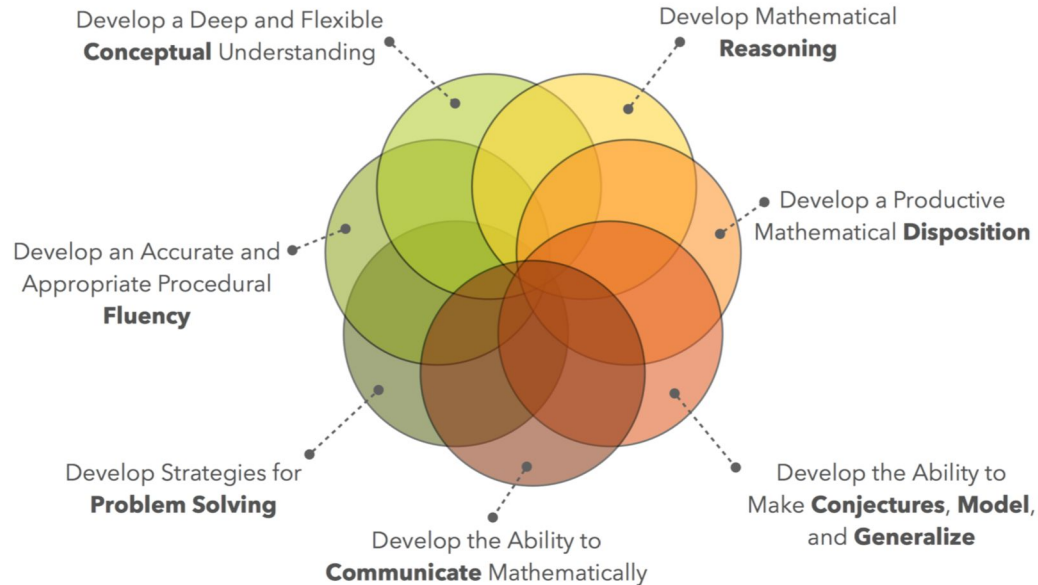 Develop a Deep and Flexible
Conceptual Understanding
Develop Mathematical
Reasoning
Develop a Productive
Mathematical Disposition
Develop an Accurate and
Appropriate Procedural
Fluency
Develop Strategies for
Problem Solving
Develop the Ability to
Communicate Mathematically
Develop the Ability to
Make Conjectures, Model,
and Generalize